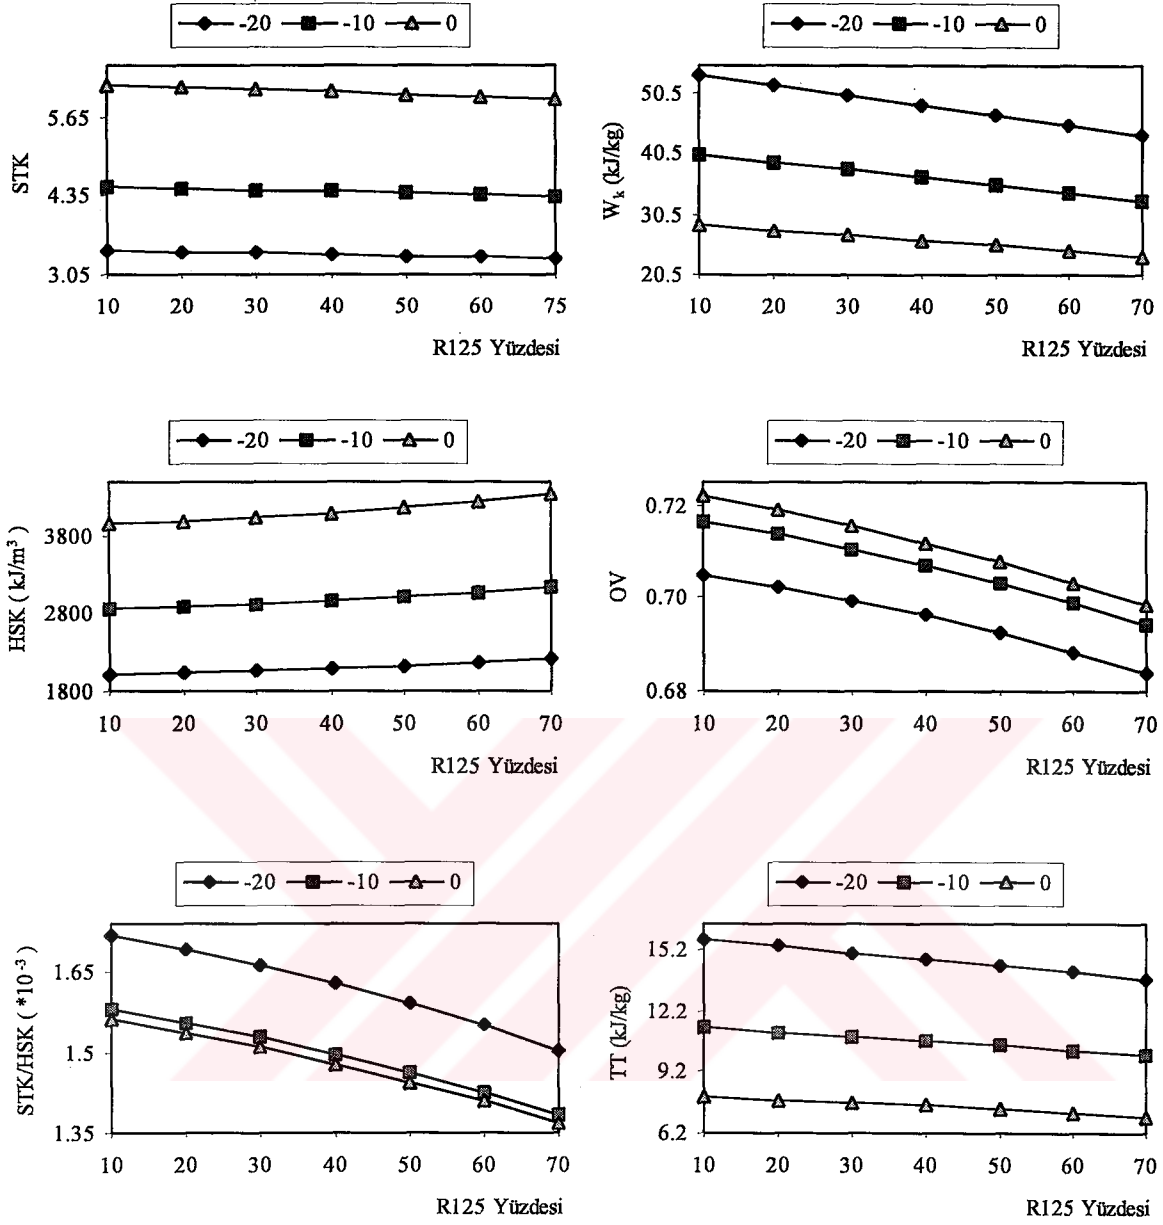 -20 -10 0
STK
5.65
4.35
3.05
10 20 30 40 50 60 75
R125 Yüzdesi
-20 -10 0
W_k (kJ/kg)
50.5
40.5
30.5
20.5
10 20 30 40 50 60 70
R125 Yüzdesi
-20 -10 0
HSK ( kJ/m³ )
3800
2800
1800
10 20 30 40 50 60 70
R125 Yüzdesi
-20 -10 0
OV
0.72
0.70
0.68
10 20 30 40 50 60 70
R125 Yüzdesi
-20 -10 0
STK/HSK ( *10⁻³ )
1.65
1.5
1.35
10 20 30 40 50 60 70
R125 Yüzdesi
-20 -10 0
TT (kJ/kg)
15.2
12.2
9.2
6.2
10 20 30 40 50 60 70
R125 Yüzdesi